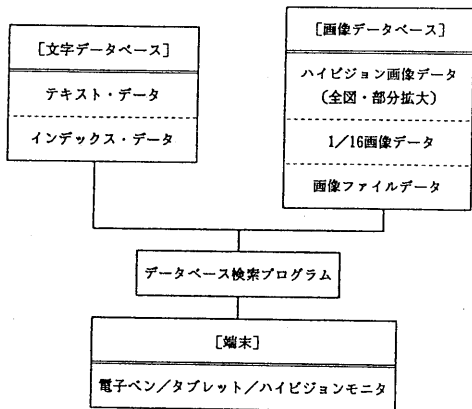 [文字データベース]
テキスト・データ
インデックス・データ
[画像データベース]
ハイビジョン画像データ
(全図・部分拡大)
1/16画像データ
画像ファイルデータ
データベース検索プログラム
[端末]
電子ペン/タブレット/ハイビジョンモニタ